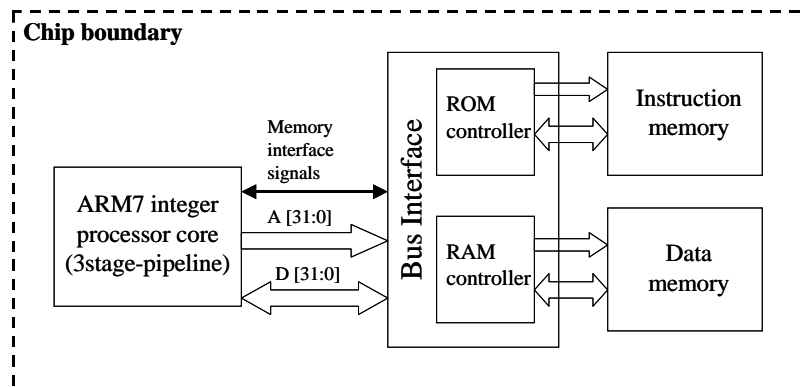 Chip boundary
Memory
interface
signals
ARM7 integer
processor core
(3stage-pipeline)
A [31:0]
D [31:0]
Bus Interface
ROM
controller
RAM
controller
Instruction
memory
Data
memory